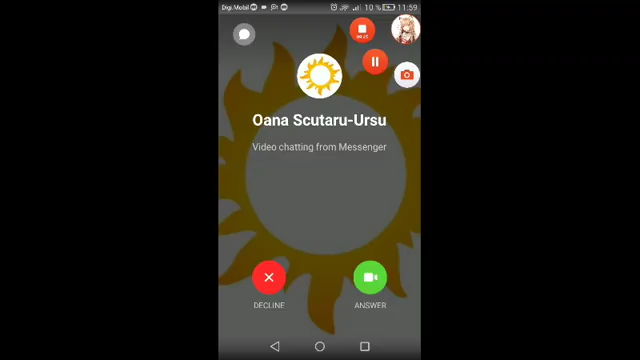 Digi.Mobil 10 % 11:59
Oana Scutaru-Ursu
Video chatting from Messenger
DECLINE ANSWER